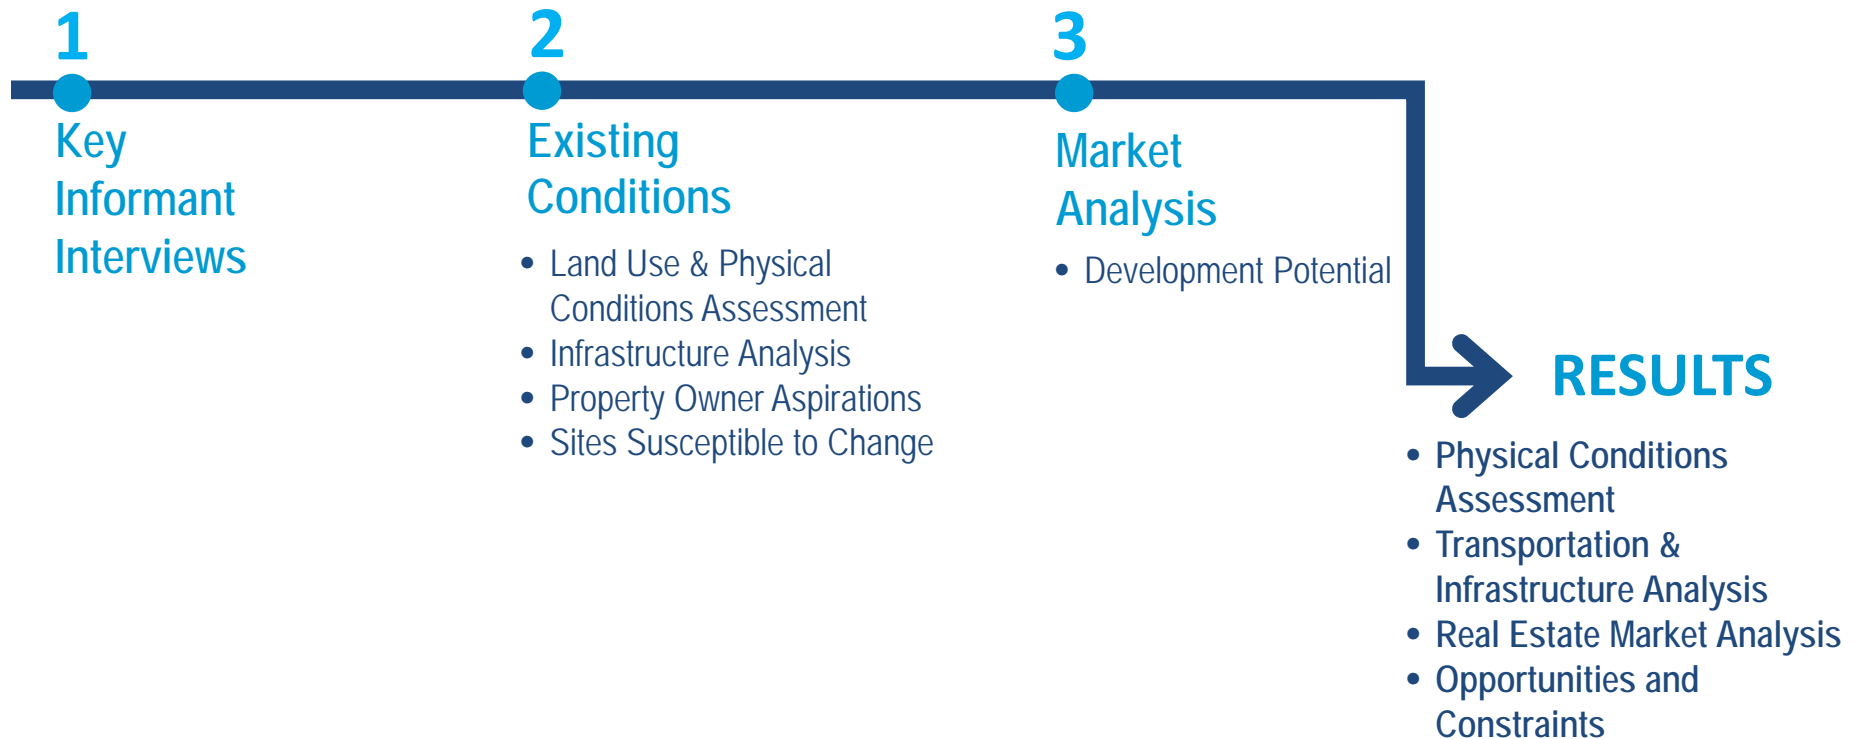 1
Key
Informant
Interviews
2
Existing
Conditions
• Land Use & Physical
Conditions Assessment
• Infrastructure Analysis
• Property Owner Aspirations
• Sites Susceptible to Change
3
Market
Analysis
• Development Potential
RESULTS
• Physical Conditions
Assessment
• Transportation &
Infrastructure Analysis
• Real Estate Market Analysis
• Opportunities and
Constraints